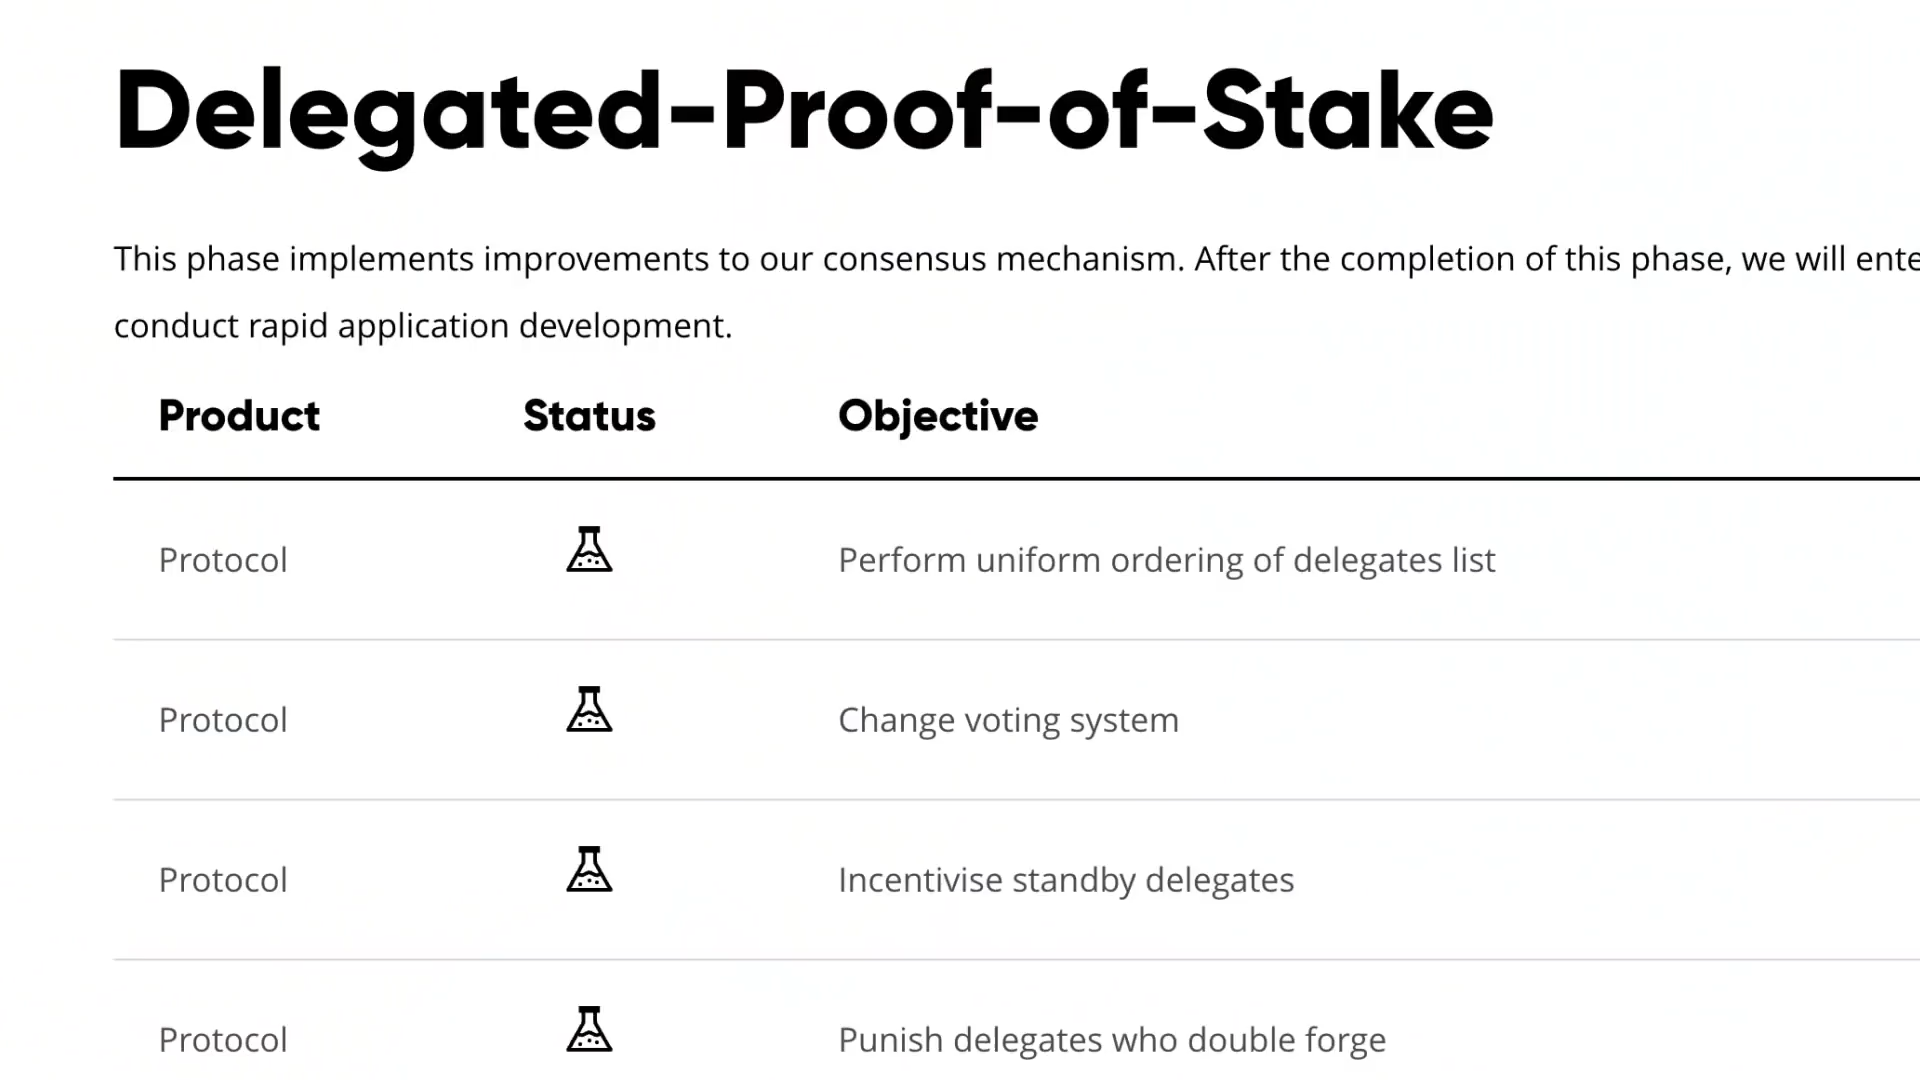 Delegated-Proof-of-Stake
This phase implements improvements to our consensus mechanism. After the completion of this phase, we will
conduct rapid application development.
Product Status Objective
Protocol Perform uniform ordering of delegates list
Protocol Change voting system
Protocol Incentivise standby delegates
Protocol Punish delegates who double forge